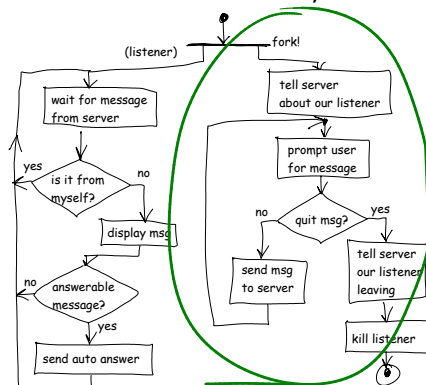 fork!
(listener)
wait for message
from server
yes
is it from
myself?
no
display msg
no
answerable
message?
yes
send auto answer
tell server
about our listener
prompt user
for message
no
quit msg?
yes
send msg
to server
tell server
our listener
leaving
kill listener